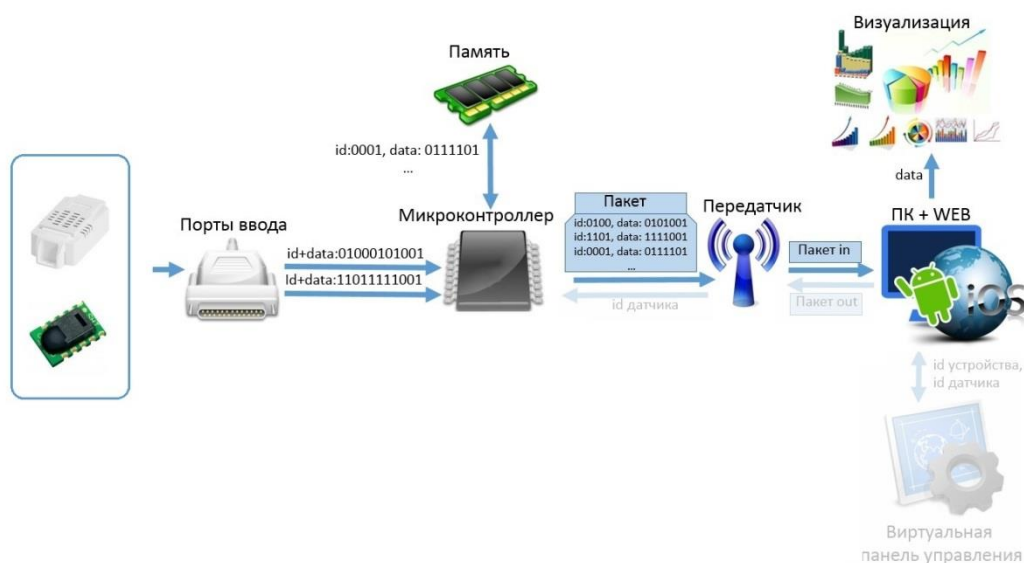 Визуализация
Память
id:0001, data: 0111101
...
data
Порты ввода
Микроконтроллер
Пакет
Передатчик
ПК + WEB
id+data:01000101001
Id+data:11011111001
id:0100, data: 0101001
id:1101, data: 1111001
id:0001, data: 0111101
...
Пакет in
id датчика
Пакет out
iOS
id устройства,
id датчика
Виртуальная
панель управления